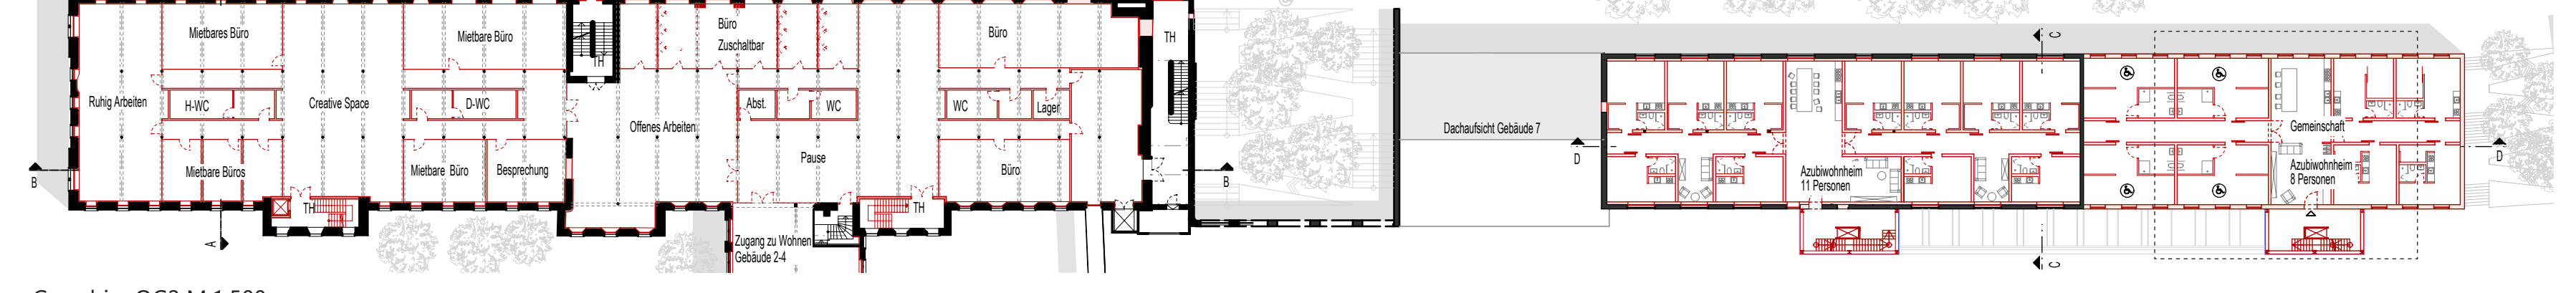 Mietbares Büro
Mietbare Büro
TH
Büro
Zuschaltbar
Büro
TH
C
Ruhig Arbeiten
H-WC
Creative Space
D-WC
Offenes Arbeiten
Abst.
WC
WC
Lager
Dachaufsicht Gebäude 7
Gemeinschaft
B
Mietbare Büros
Mietbare Büro
Besprechung
Pause
Büro
B
D
Azubiwohnheim
11 Personen
Azubiwohnheim
8 Personen
D
TH
TH
A
Zugang zu Wohnen
Gebäude 2-4
C